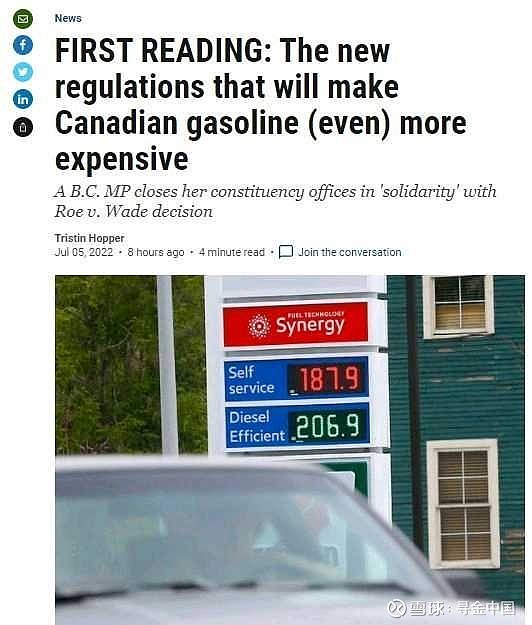 News
FIRST READING: The new
regulations that will make
Canadian gasoline (even) more
expensive
A B.C. MP closes her constituency offices in 'solidarity' with
Roe v. Wade decision
Tristin Hopper
Jul 05, 2022 • 8 hours ago • 4 minute read • Join the conversation
FUEL TECHNOLOGY
Synergy
Self
service
187.9
Diesel
Efficient
206.9
雪球：寻金中国